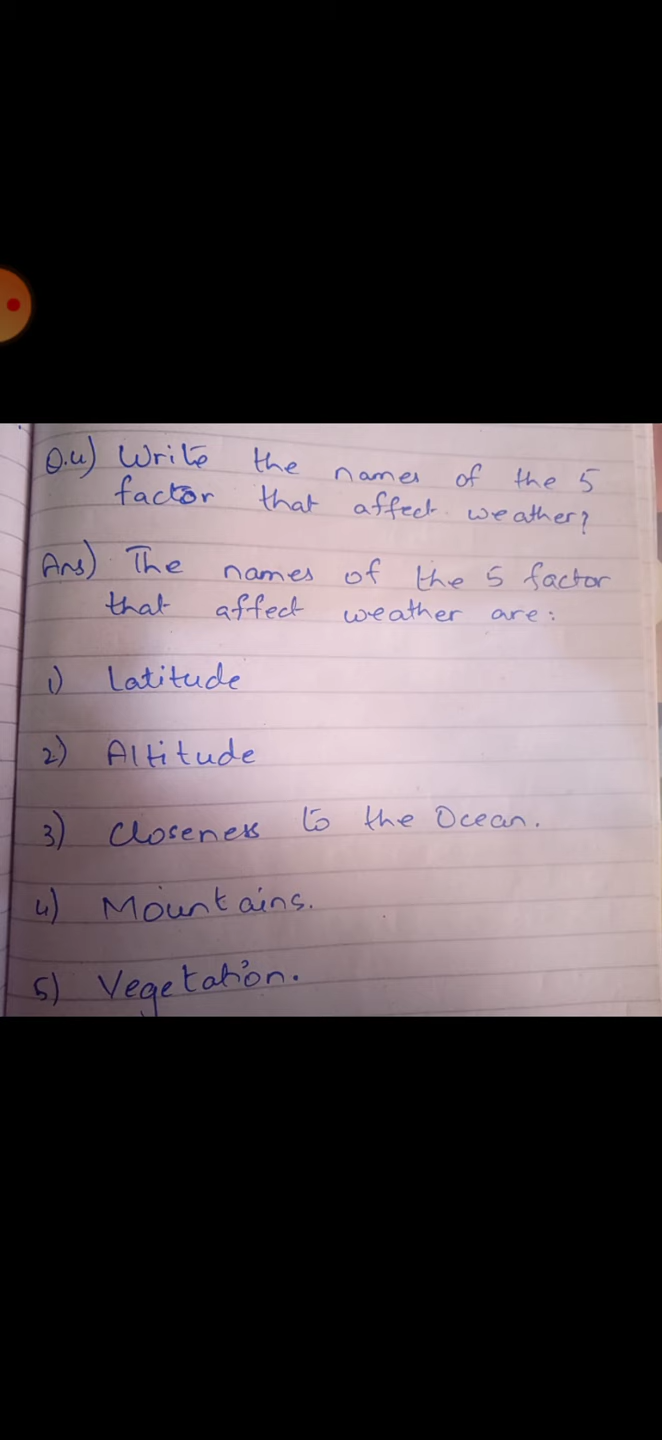 Q.4) Write the names of the 5
factor that affect weather?
Ans) The names of the 5 factor
that affect weather are:
1) Latitude
2) Altitude
3) Closeness to the Ocean.
4) Mountains.
5) Vegetation.